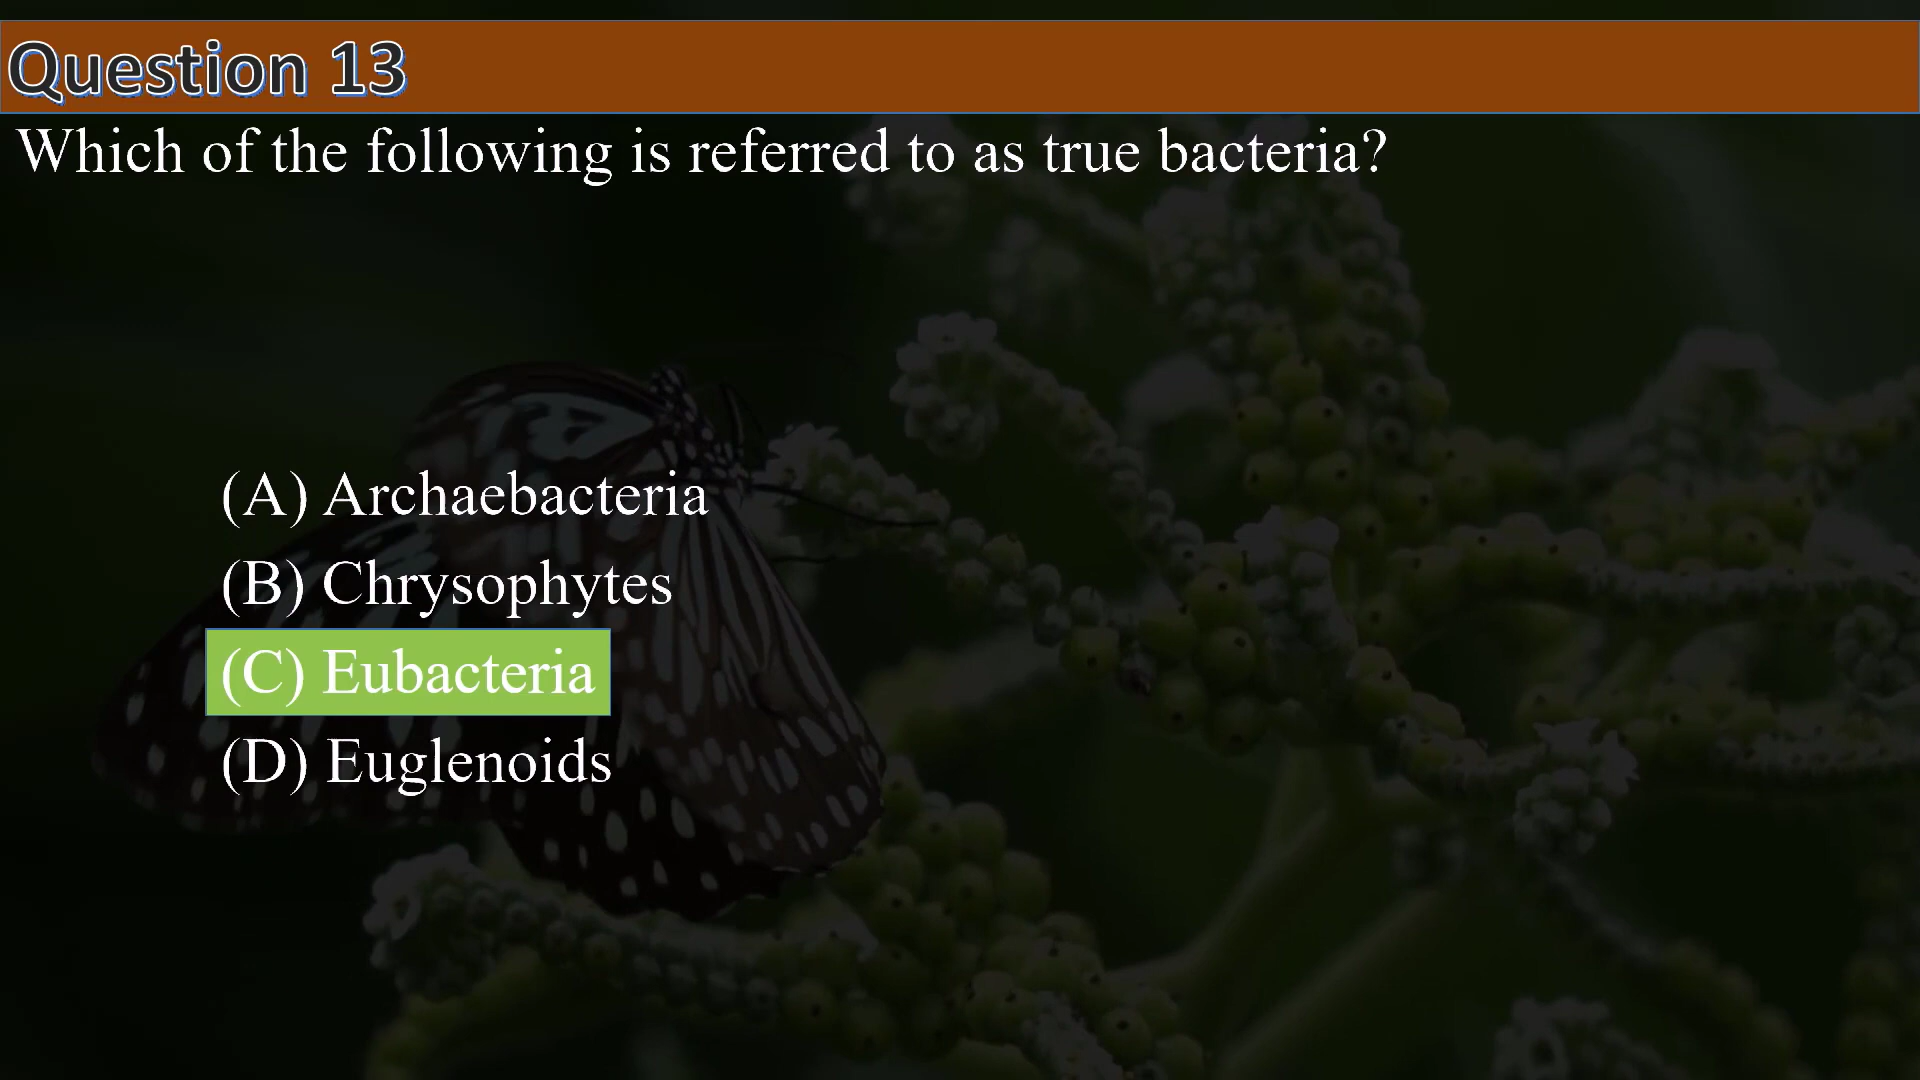 Question 13
Which of the following is referred to as true bacteria?
(A) Archaebacteria
(B) Chrysophytes
(C) Eubacteria
(D) Euglenoids